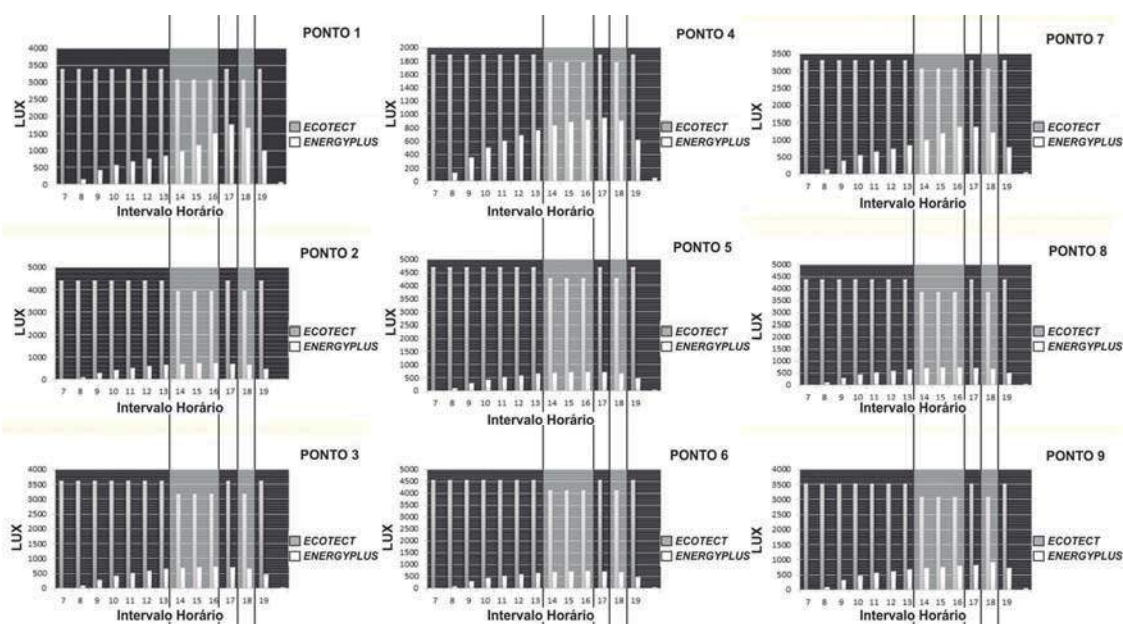 PONTO 1
4000
3500
3000
2500
2000
1500
1000
500
0
LUX
7 8 9 10 11 12 13 14 15 16 17 18 19
Intervalo Horário
ECOTECT
ENERGYPLUS
PONTO 4
2000
1800
1600
1400
1200
1000
800
600
400
200
0
LUX
7 8 9 10 11 12 13 14 15 16 17 18 19
Intervalo Horário
ECOTECT
ENERGYPLUS
PONTO 7
3500
3000
2500
2000
1500
1000
500
0
LUX
7 8 9 10 11 12 13 14 15 16 17 18 19
Intervalo Horário
ECOTECT
ENERGYPLUS
PONTO 2
5000
4000
3000
2000
1000
0
LUX
7 8 9 10 11 12 13 14 15 16 17 18 19
Intervalo Horário
ECOTECT
ENERGYPLUS
PONTO 5
5000
4500
4000
3500
3000
2500
2000
1500
1000
500
0
LUX
7 8 9 10 11 12 13 14 15 16 17 18 19
Intervalo Horário
ECOTECT
ENERGYPLUS
PONTO 8
5000
4500
4000
3500
3000
2500
2000
1500
1000
500
0
LUX
7 8 9 10 11 12 13 14 15 16 17 18 19
Intervalo Horário
ECOTECT
ENERGYPLUS
PONTO 3
4000
3500
3000
2500
2000
1500
1000
500
0
LUX
7 8 9 10 11 12 13 14 15 16 17 18 19
Intervalo Horário
ECOTECT
ENERGYPLUS
PONTO 6
5000
4500
4000
3500
3000
2500
2000
1500
1000
500
0
LUX
7 8 9 10 11 12 13 14 15 16 17 18 19
Intervalo Horário
ECOTECT
ENERGYPLUS
PONTO 9
4000
3500
3000
2500
2000
1500
1000
500
0
LUX
7 8 9 10 11 12 13 14 15 16 17 18 19
Intervalo Horário
ECOTECT
ENERGYPLUS